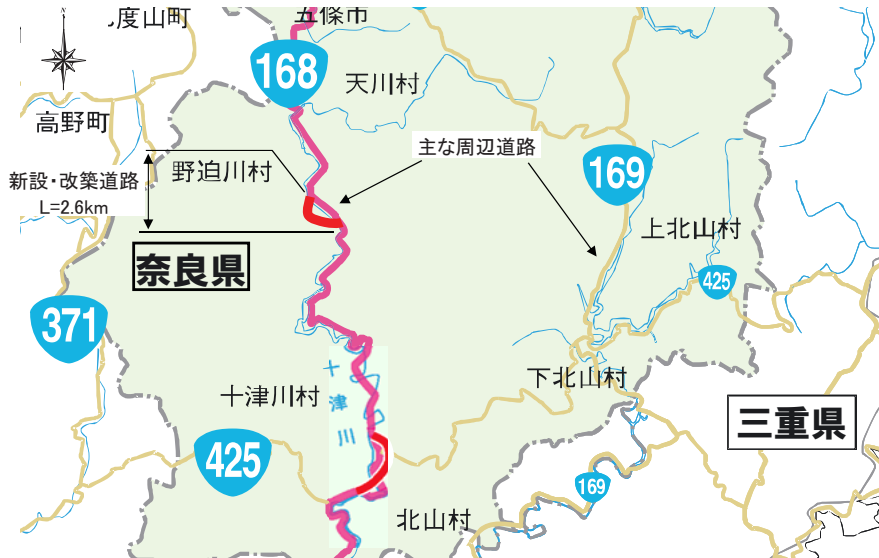 度山町
五條市
168
天川村
高野町
主な周辺道路
野迫川村
169
新設・改築道路
L=2.6km
上北山村
奈良県
425
371
十津川村
十津川
下北山村
三重県
425
169
北山村